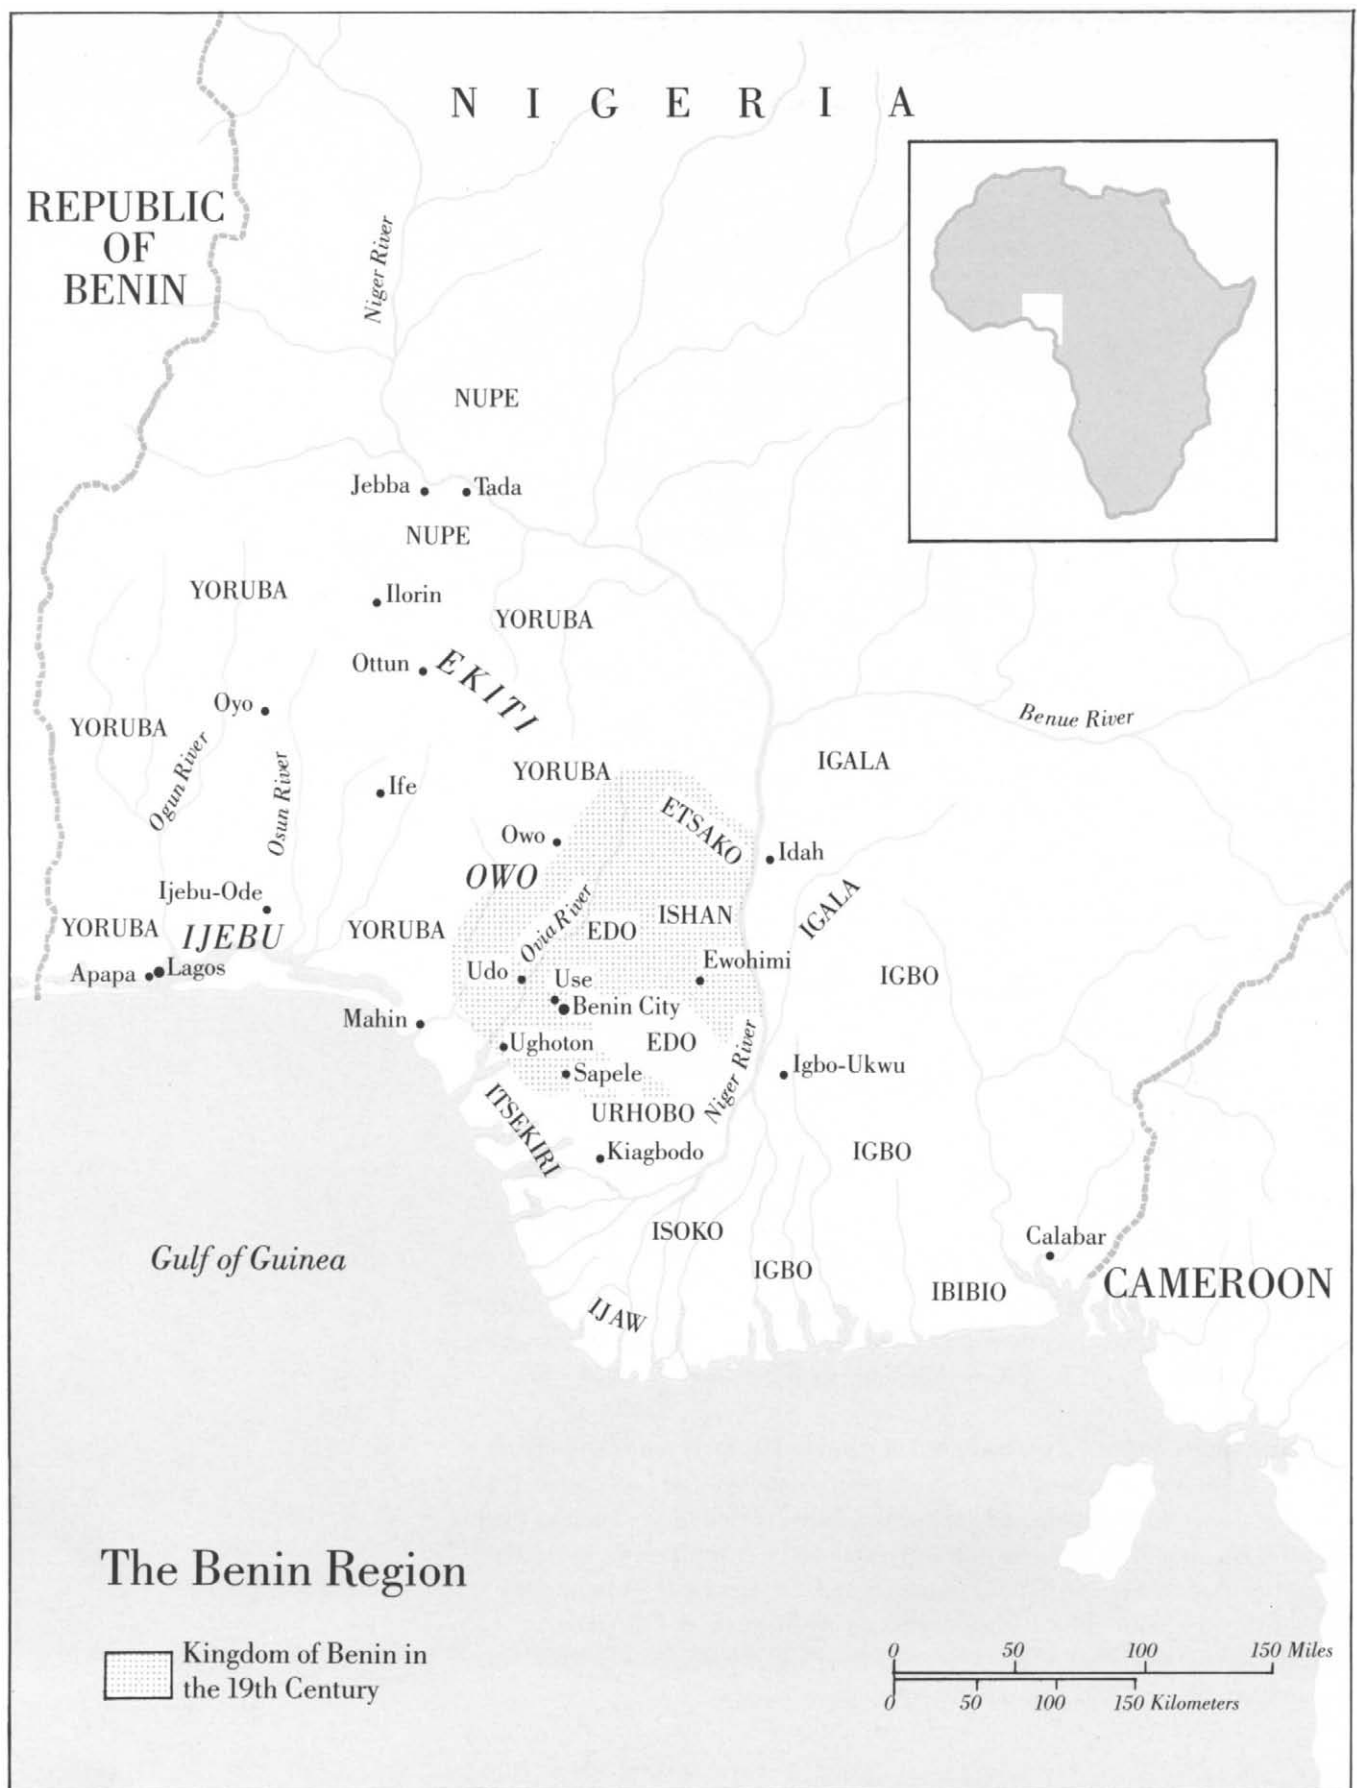 NIGERIA
REPUBLIC
OF
BENIN
Niger River
NUPE
Jebba
Tada
NUPE
YORUBA
Ilorin
YORUBA
Ottun
EKITI
Oyo
YORUBA
Ogun River
Osun River
Benue River
YORUBA
IGALA
Ife
ETSAKO
Owo
Idah
OWO
Ijebu-Ode
IGALA
YORUBA
IJEBU
YORUBA
Ovia River
EDO
ISHAN
Ewohimi
Apapa
Lagos
Udo
Use
IGBO
Benin City
Mahin
Ughoton
EDO
Niger River
Sapele
Igbo-Ukwu
ITSEKIRI
URHOBO
Kiagbodo
IGBO
ISOKO
Calabar
Gulf of Guinea
IGBO
IBIBIO
CAMEROON
IJAW
The Benin Region
Kingdom of Benin in
the 19th Century
0 50 100 150 Miles
0 50 100 150 Kilometers